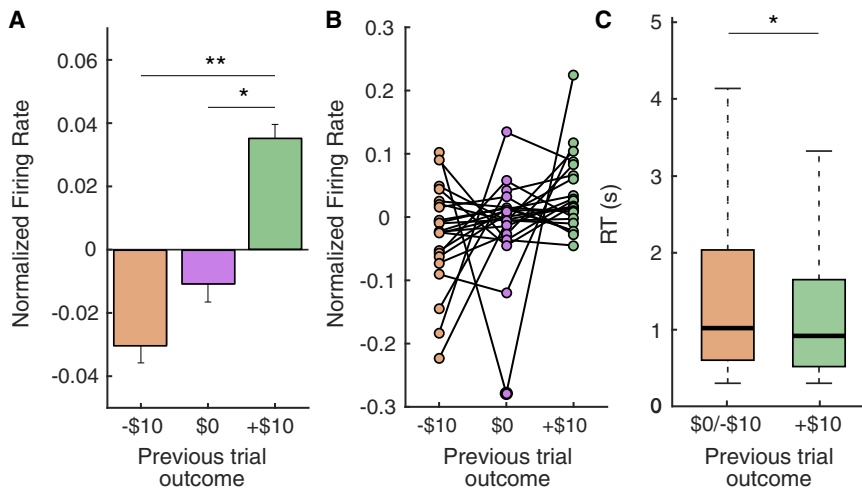 A
Normalized Firing Rate
0.06
0.04
0.02
0
-0.02
-0.04
**
*
-$10 $0 +$10
Previous trial
outcome
B
Normalized Firing Rate
0.3
0.2
0.1
0
-0.1
-0.2
-0.3
-$10 $0 +$10
Previous trial
outcome
C
RT (s)
5
4
3
2
1
0
*
$0/-$10 +$10
Previous trial
outcome